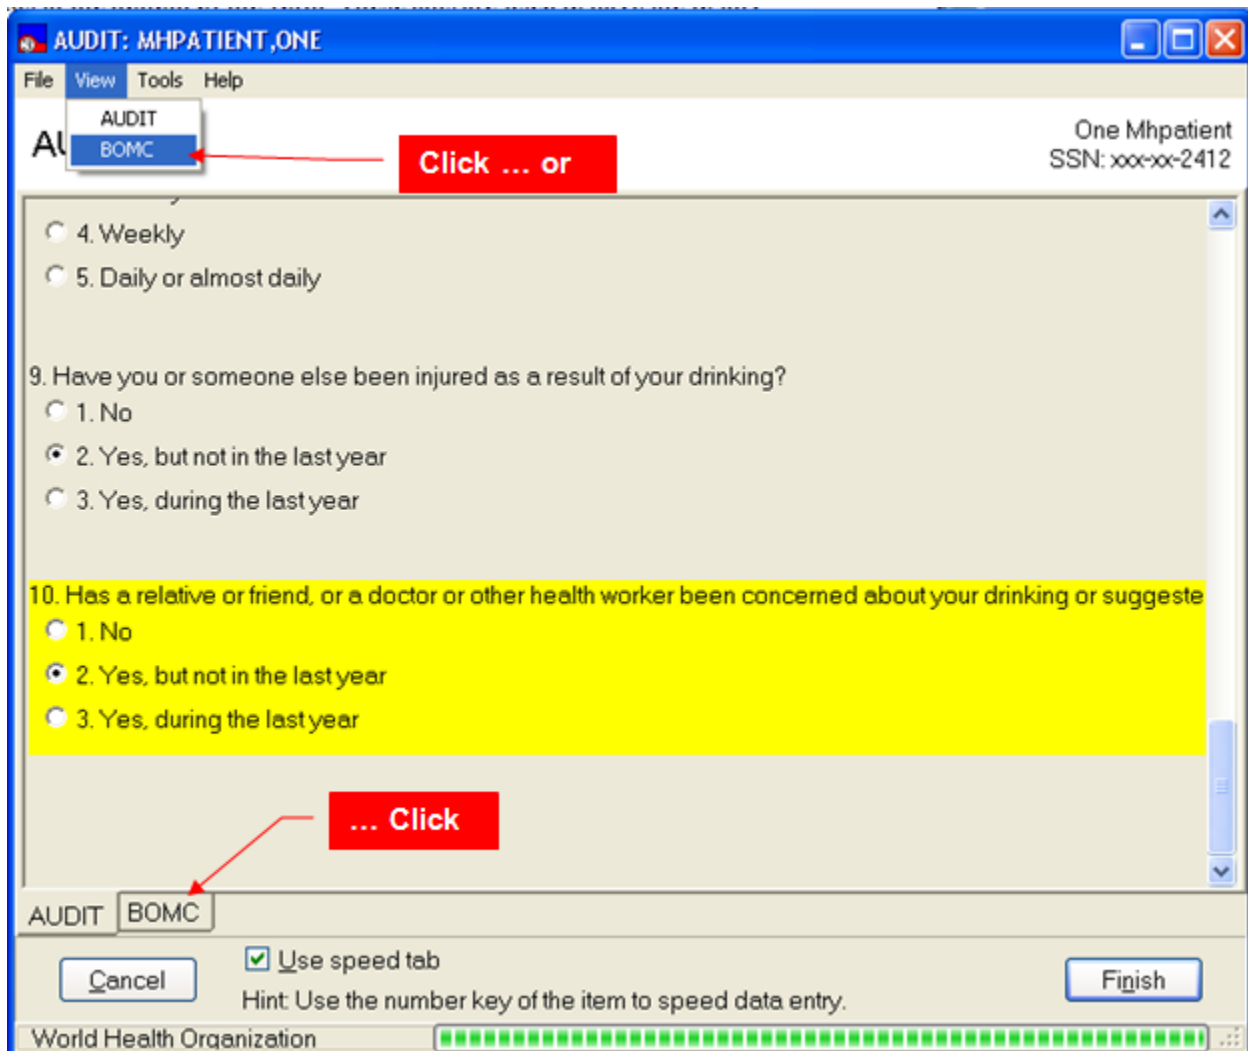 AUDIT: MHPATIENT,ONE
File View Tools Help
AUDIT
BOMC
Click ... or
One Mhpatient
SSN: xxx-xx-2412
4. Weekly
5. Daily or almost daily
9. Have you or someone else been injured as a result of your drinking?
1. No
2. Yes, but not in the last year
3. Yes, during the last year
10. Has a relative or friend, or a doctor or other health worker been concerned about your drinking or suggeste
1. No
2. Yes, but not in the last year
3. Yes, during the last year
... Click
AUDIT BOMC
Cancel
Use speed tab
Hint: Use the number key of the item to speed data entry.
Finish
World Health Organization